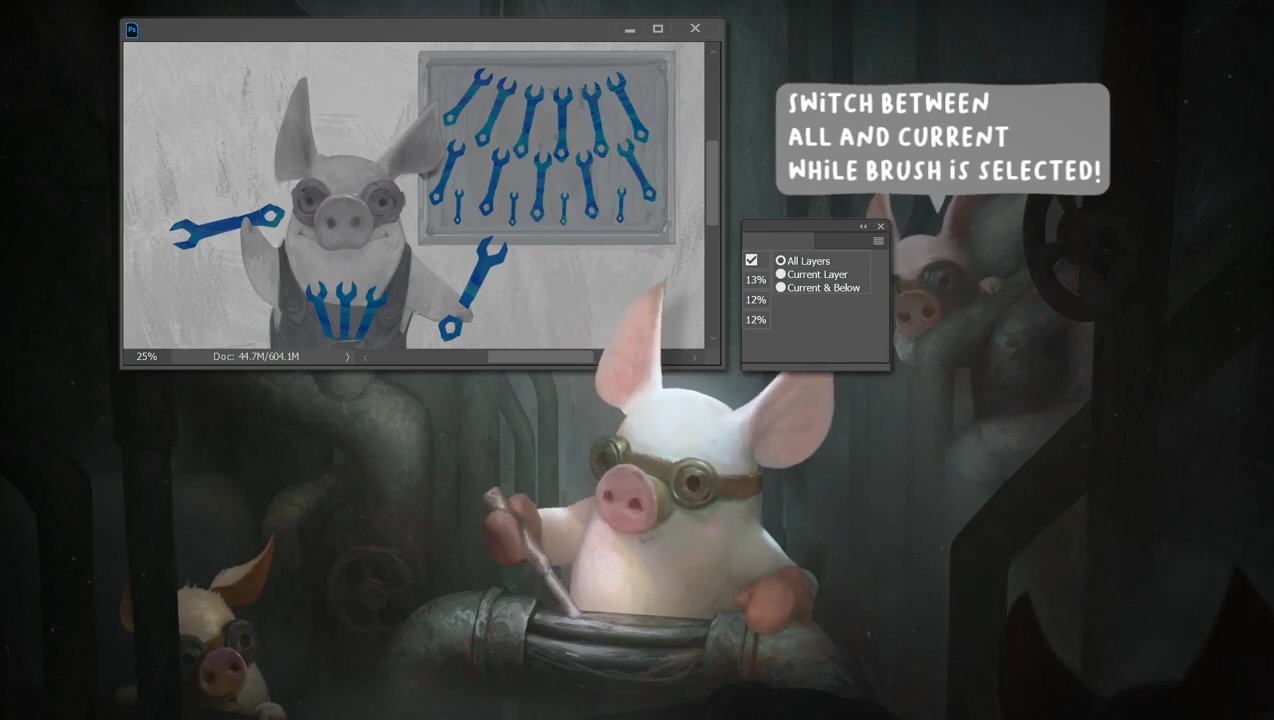 Ps
SWITCH BETWEEN
ALL AND CURRENT
WHILE BRUSH IS SELECTED!
All Layers
Current Layer
Current & Below
13%
12%
12%
25%
Doc: 44.7M/604.1M